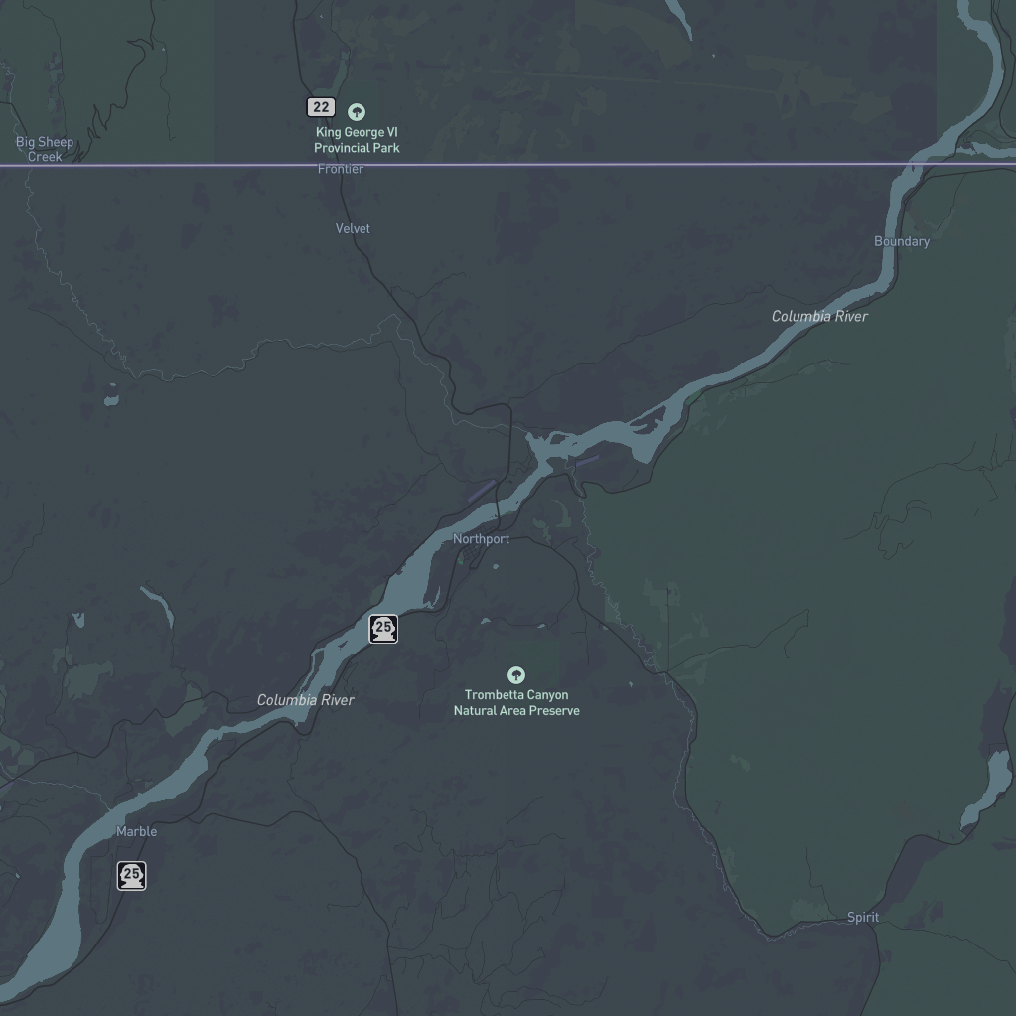 22
King George VI
Provincial Park
Big Sheep
Creek
Frontier
Velvet
Boundary
Columbia River
Northpor
25
Trombetta Canyon
Natural Area Preserve
Columbia River
Marble
25
Spirit